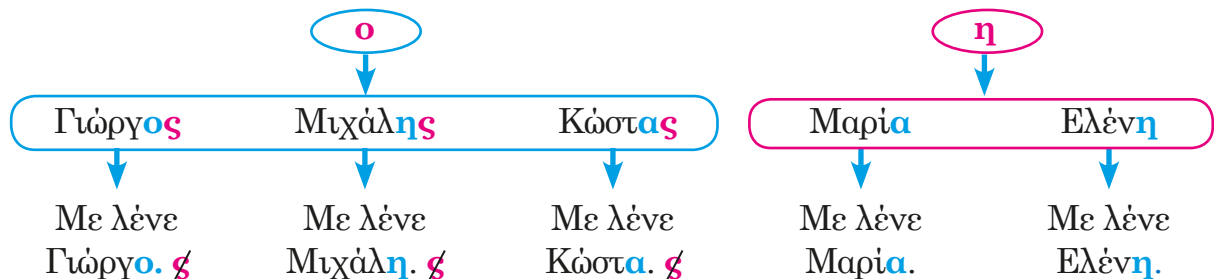 ο η
Γιώργος Μιχάλης Κώστας Μαρία Ελένη
Με λένε Με λένε Με λένε Με λένε Με λένε
Γιώργο. ς Μιχάλη. ς Κώστα. ς Μαρία. Ελένη.